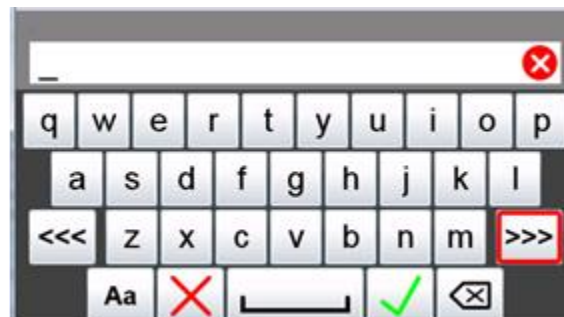 _
q w e r t y u i o p
a s d f g h j k l
<<< z x c v b n m >>>
Aa